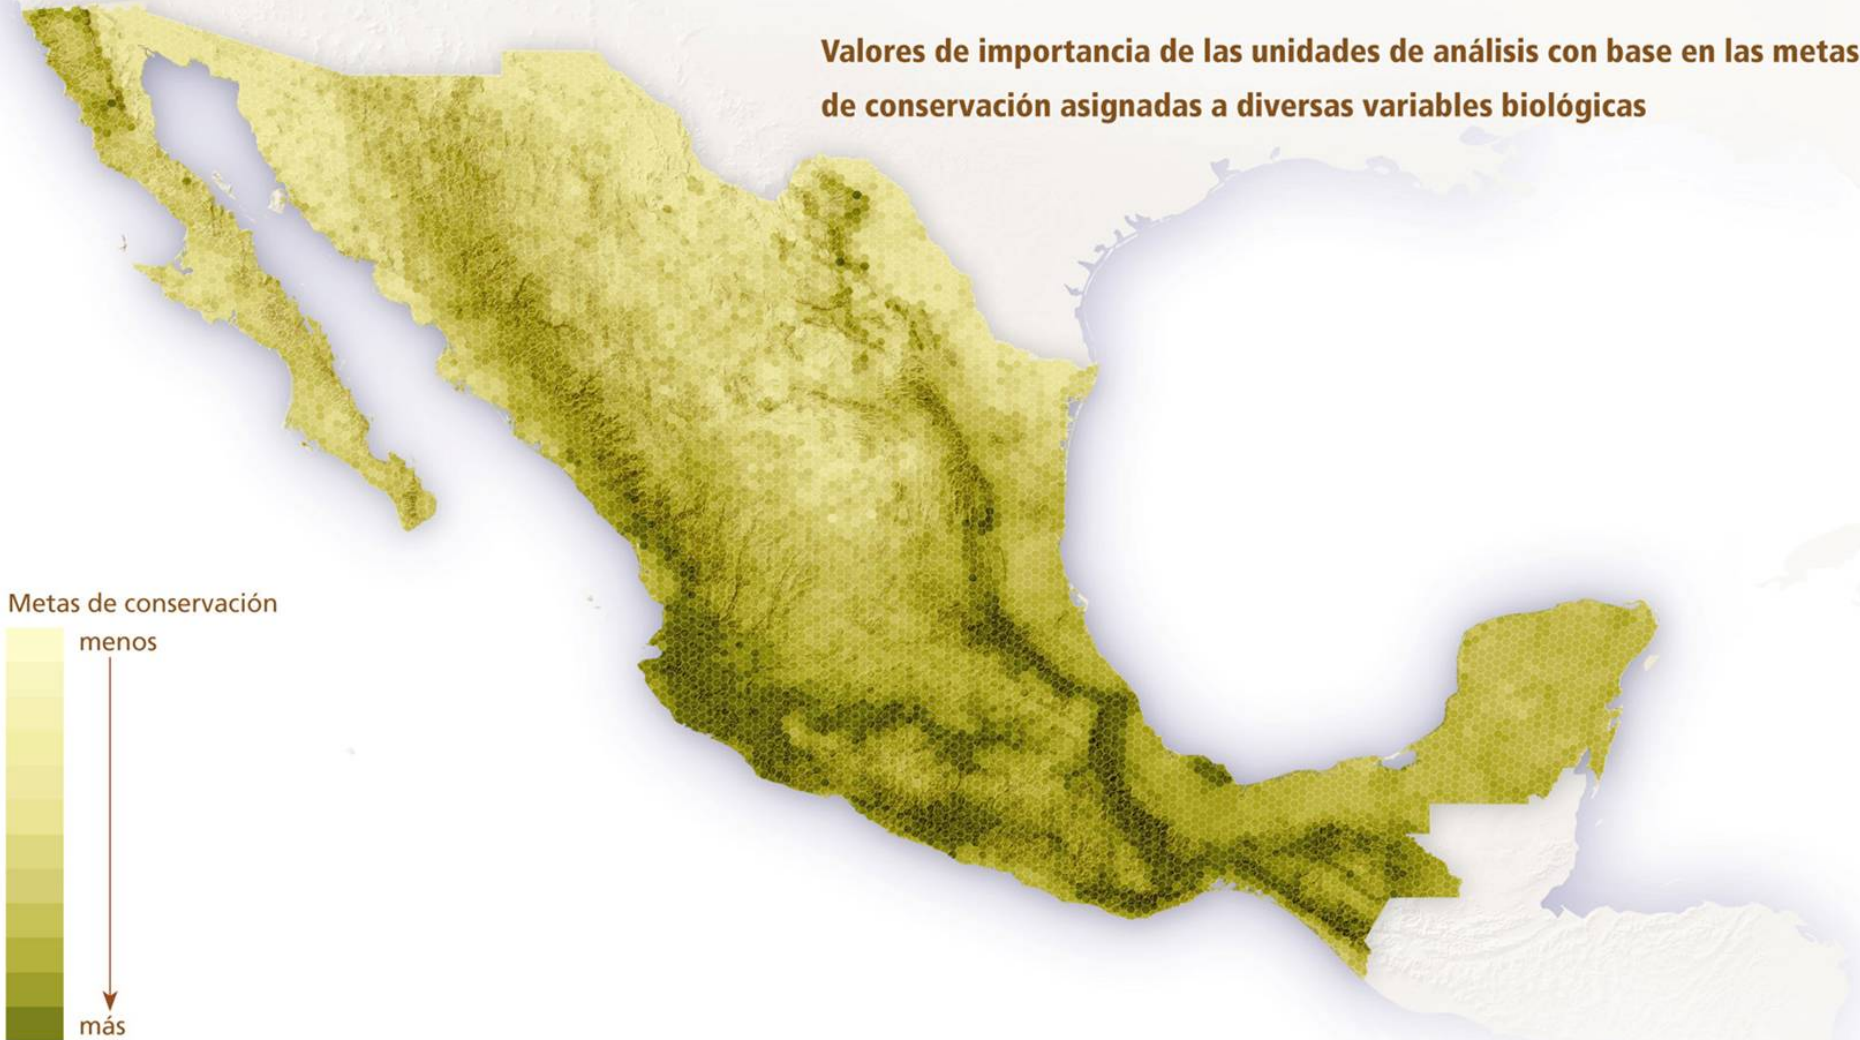 Valores de importancia de las unidades de análisis con base en las metas
de conservación asignadas a diversas variables biológicas
Metas de conservación
menos
más